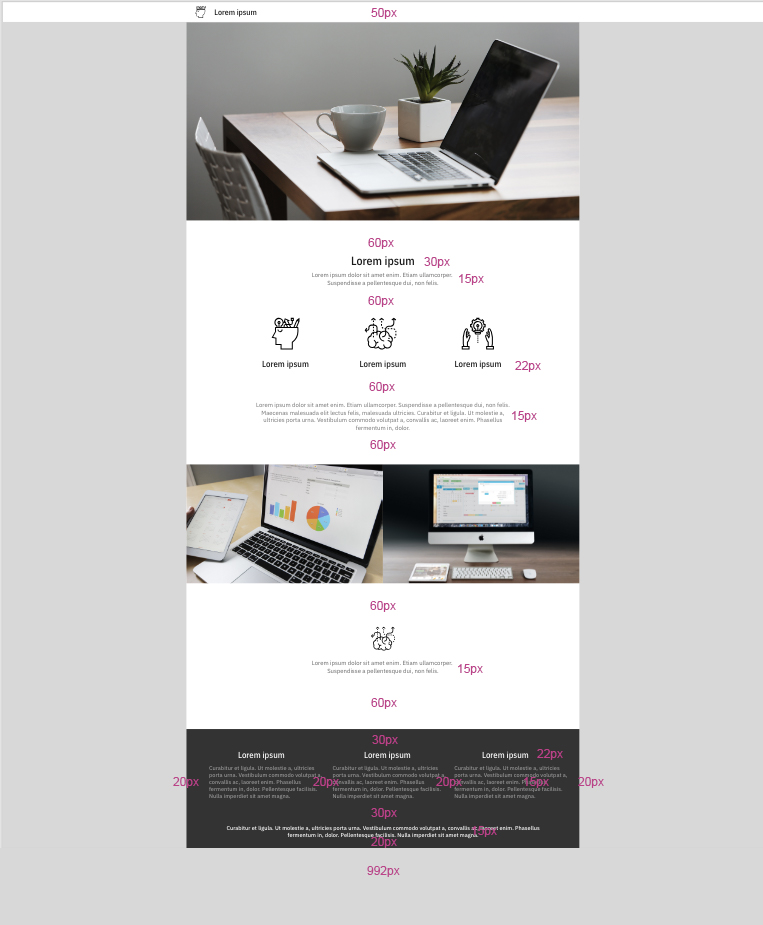 Lorem ipsum 50px
60px
Lorem ipsum 30px
Lorem ipsum dolor sit amet enim. Etiam ullamcorper. 15px
Suspendisse a pellentesque dui, non felis.
60px
Lorem ipsum Lorem ipsum Lorem ipsum 22px
60px
Lorem ipsum dolor sit amet enim. Etiam ullamcorper. Suspendisse a pellentesque dui, non felis.
Maecenas malesuada elit lectus felis, malesuada ultricies. Curabitur et ligula. Ut molestie a, 15px
ultricies porta urna. Vestibulum commodo volutpat a, convallis ac, laoreet enim. Phasellus
fermentum in, dolor.
60px
60px
Lorem ipsum dolor sit amet enim. Etiam ullamcorper. 15px
Suspendisse a pellentesque dui, non felis.
60px
30px
Lorem ipsum Lorem ipsum Lorem ipsum 22px
Curabitur et ligula. Ut molestie a, ultricies
porta urna. Vestibulum commodo volutpat a,
convallis ac, laoreet enim. Phasellus
fermentum in, dolor. Pellentesque facilisis.
Nulla imperdiet sit amet magna.
Curabitur et ligula. Ut molestie a, ultricies
porta urna. Vestibulum commodo volutpat a,
convallis ac, laoreet enim. Phasellus
fermentum in, dolor. Pellentesque facilisis.
Nulla imperdiet sit amet magna.
Curabitur et ligula. Ut molestie a, ultricies
porta urna. Vestibulum commodo volutpat a,
convallis ac, laoreet enim. Phasellus
fermentum in, dolor. Pellentesque facilisis.
Nulla imperdiet sit amet magna.
20px 20px 20px 15px 20px
30px
Curabitur et ligula. Ut molestie a, ultricies porta urna. Vestibulum commodo volutpat a, convallis ac, laoreet enim. Phasellus 15px
fermentum in, dolor. Pellentesque facilisis. Nulla imperdiet sit amet magna.
20px
992px